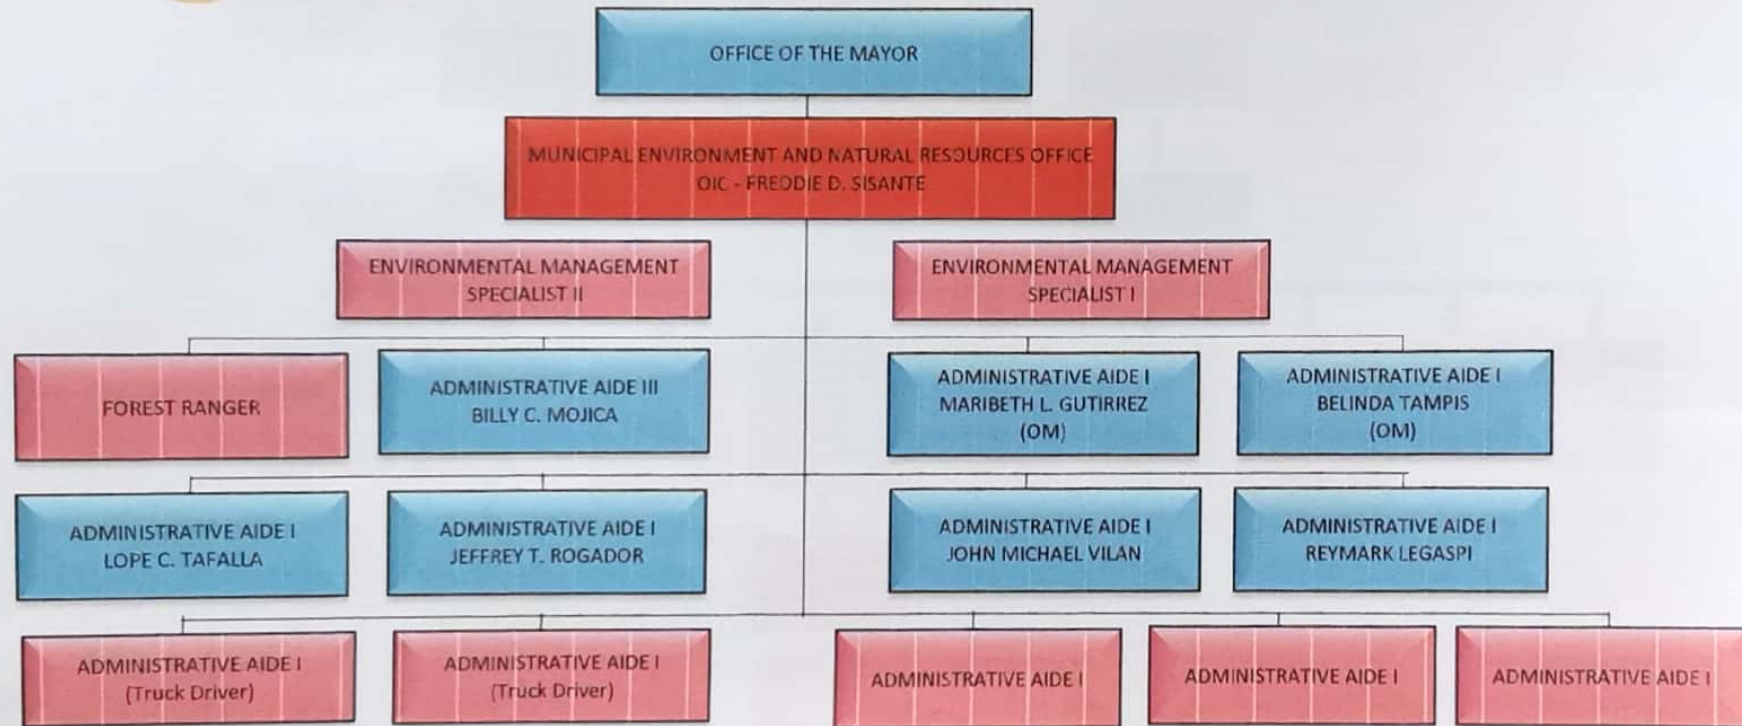 OFFICE OF THE MAYOR
MUNICIPAL ENVIRONMENT AND NATURAL RESOURCES OFFICE
OIC - FREDDIE D. SISANTE
ENVIRONMENTAL MANAGEMENT
SPECIALIST II
ENVIRONMENTAL MANAGEMENT
SPECIALIST I
FOREST RANGER
ADMINISTRATIVE AIDE III
BILLY C. MOJICA
ADMINISTRATIVE AIDE I
MARIBETH L. GUTIRREZ
(OM)
ADMINISTRATIVE AIDE I
BELINDA TAMPIS
(OM)
ADMINISTRATIVE AIDE I
LOPE C. TAFALLA
ADMINISTRATIVE AIDE I
JEFFREY T. ROGADOR
ADMINISTRATIVE AIDE I
JOHN MICHAEL VILAN
ADMINISTRATIVE AIDE I
REYMARK LEGASPI
ADMINISTRATIVE AIDE I
(Truck Driver)
ADMINISTRATIVE AIDE I
(Truck Driver)
ADMINISTRATIVE AIDE I
ADMINISTRATIVE AIDE I
ADMINISTRATIVE AIDE I